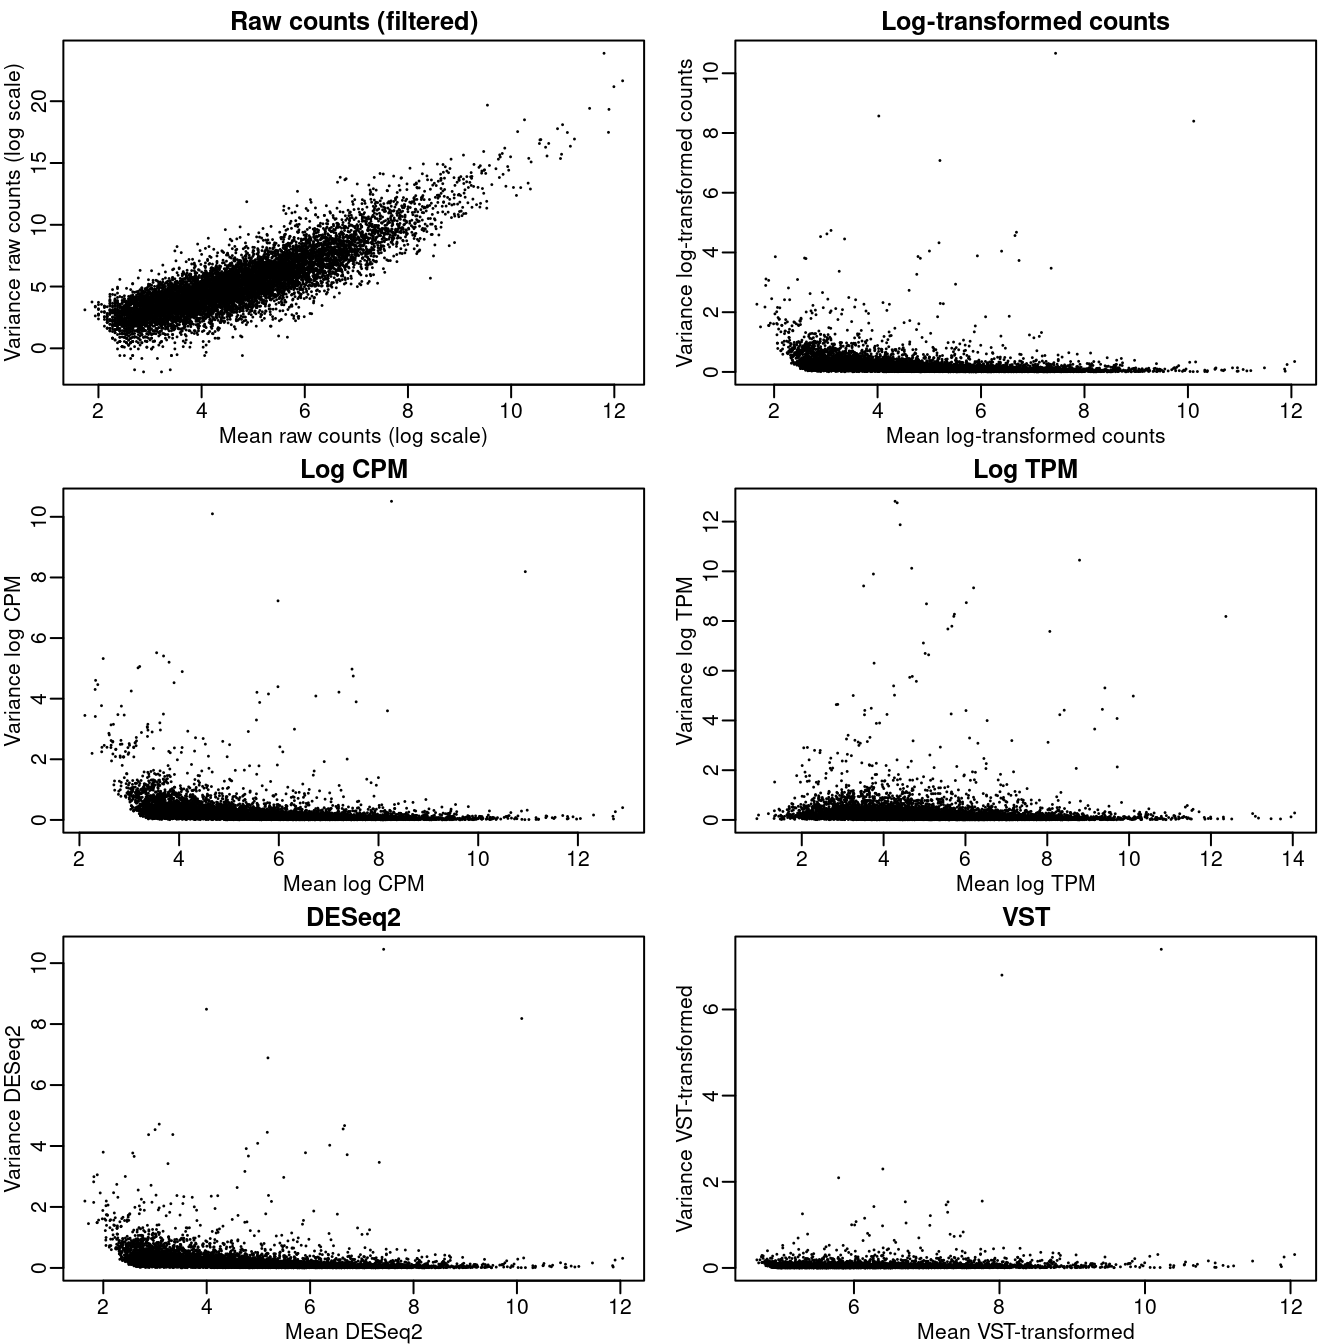 Raw counts (filtered)
Variance raw counts (log scale)
0 5 10 15 20
2 4 6 8 10 12
Mean raw counts (log scale)
Log-transformed counts
Variance log-transformed counts
0 2 4 6 8 10
2 4 6 8 10 12
Mean log-transformed counts
Log CPM
Variance log CPM
0 2 4 6 8 10
2 4 6 8 10 12
Mean log CPM
Log TPM
Variance log TPM
0 2 4 6 8 10 12
2 4 6 8 10 12 14
Mean log TPM
DESeq2
Variance DESeq2
0 2 4 6 8 10
2 4 6 8 10 12
Mean DESeq2
VST
Variance VST-transformed
0 2 4 6
6 8 10 12
Mean VST-transformed